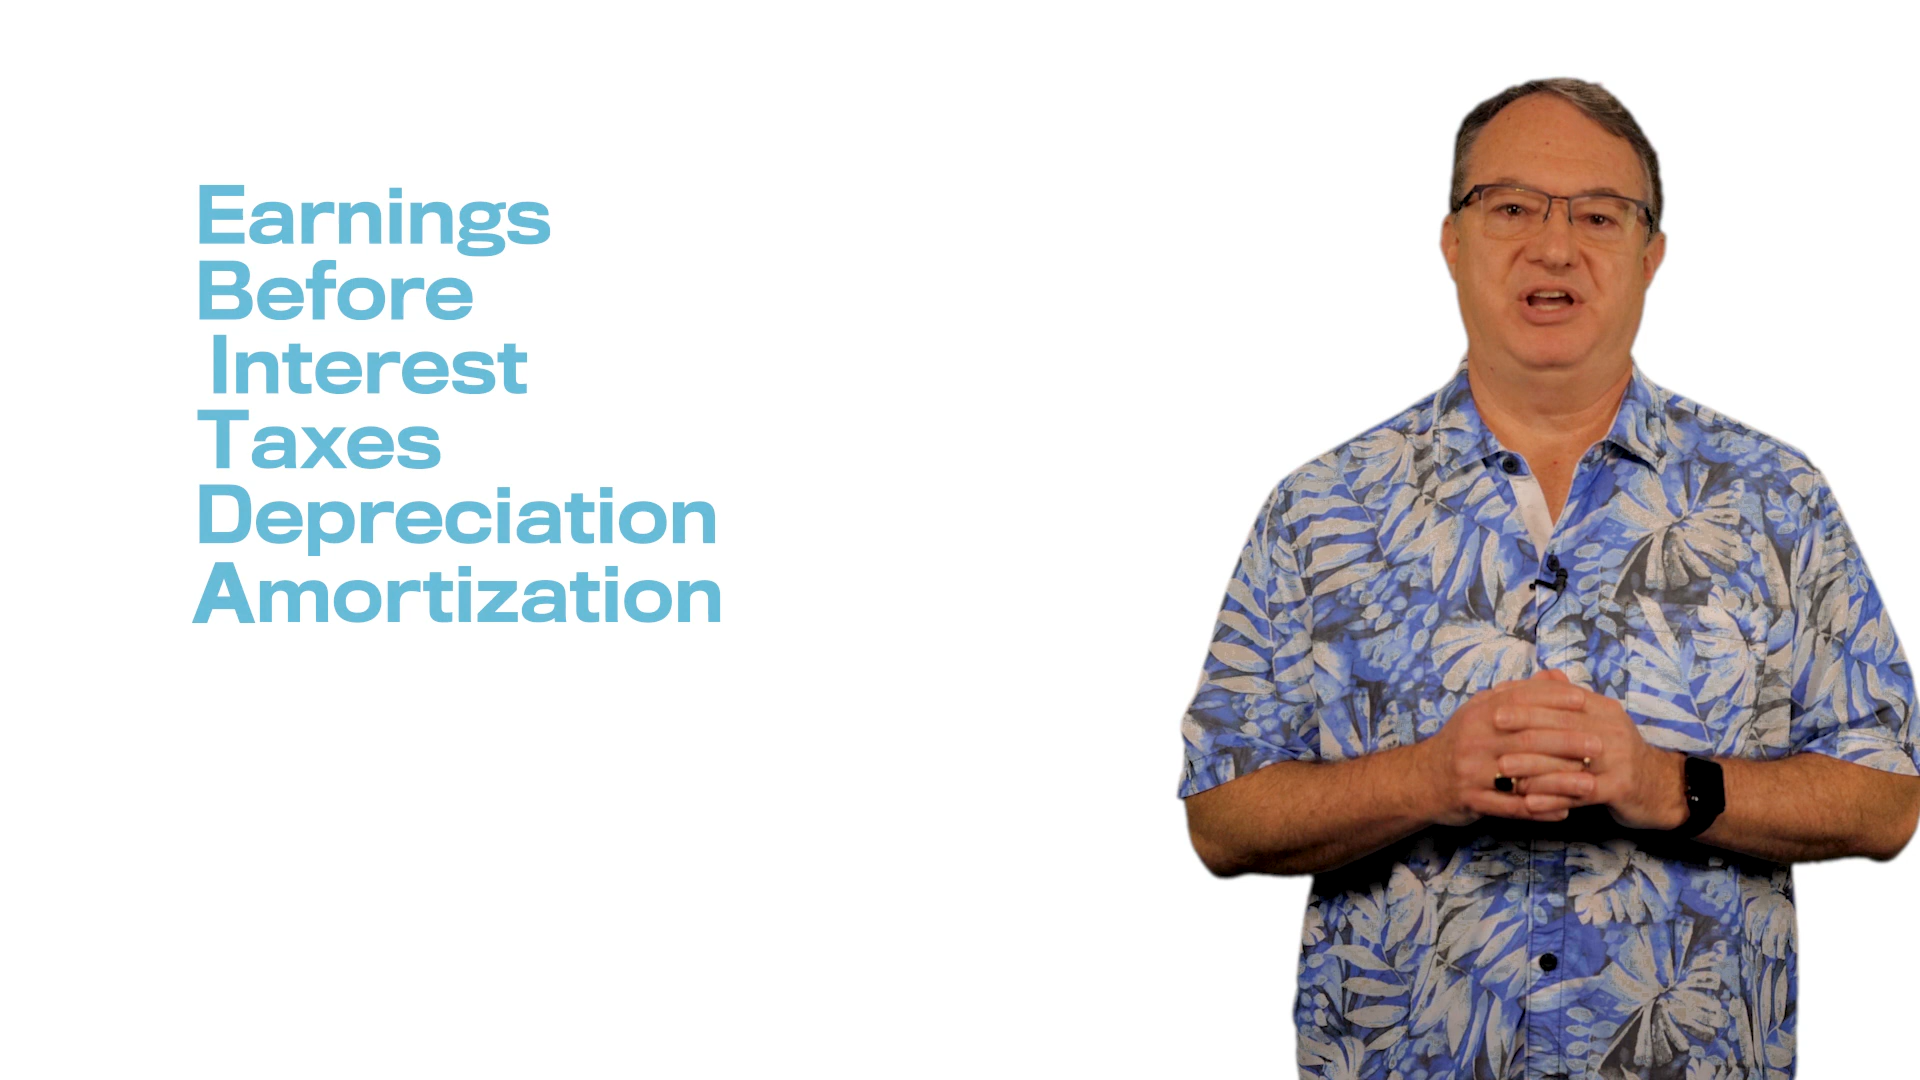 Earnings
Before
Interest
Taxes
Depreciation
Amortization